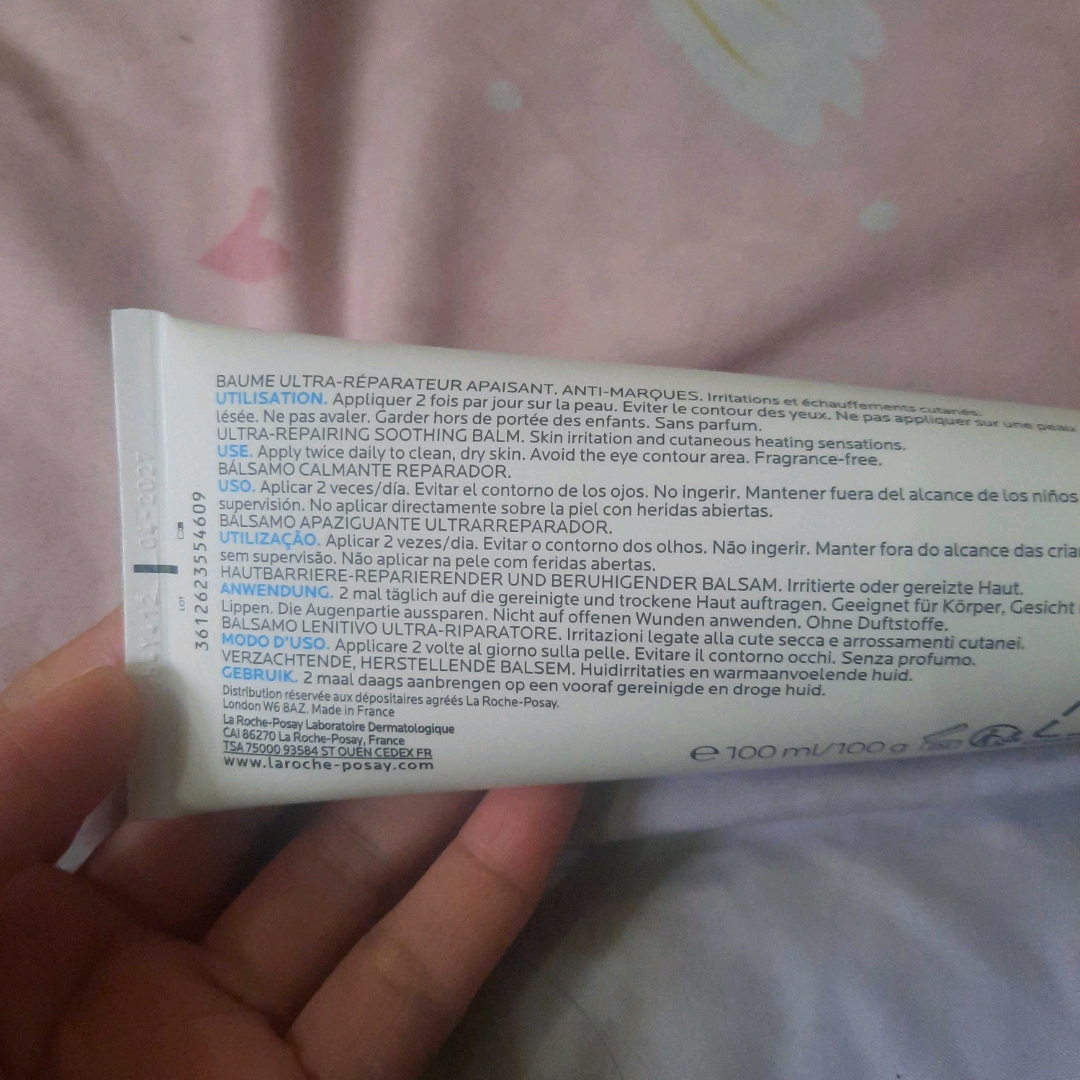 BAUME ULTRA-RÉPARATEUR APAISANT. ANTI-MARQUES. Irritations et échauffements cutanés.
UTILISATION. Appliquer 2 fois par jour sur la peau. Eviter le contour des yeux. Ne pas appliquer sur une peau
lésée. Ne pas avaler. Garder hors de portée des enfants. Sans parfum.
ULTRA-REPAIRING SOOTHING BALM. Skin irritation and cutaneous heating sensations.
USE. Apply twice daily to clean, dry skin. Avoid the eye contour area. Fragrance-free.
BÁLSAMO CALMANTE REPARADOR.
USO. Aplicar 2 veces/día. Evitar el contorno de los ojos. No ingerir. Mantener fuera del alcance de los niños
supervisión. No aplicar directamente sobre la piel con heridas abiertas.
BÁLSAMO APAZIGUANTE ULTRARREPARADOR.
UTILIZAÇÃO. Aplicar 2 vezes/dia. Evitar o contorno dos olhos. Não ingerir. Manter fora do alcance das
sem supervisão. Não aplicar na pele com feridas abertas.
HAUTBARRIERE-REPARIERENDER UND BERUHIGENDER BALSAM. Irritierte oder gereizte Haut.
ANWENDUNG. 2 mal täglich auf die gereinigte und trockene Haut auftragen. Geeignet für Körper, Gesicht
Lippen. Die Augenpartie aussparen. Nicht auf offenen Wunden anwenden. Ohne Duftstoffe.
BALSAMO LENITIVO ULTRA-RIPARATORE. Irritazioni legate alla cute secca e arrossamenti cutanei.
MODO D'USO. Applicare 2 volte al giorno sulla pelle. Evitare il contorno occhi. Senza profumo.
VERZACHTENDE, HERSTELLENDE BALSEM. Huidirritaties en warmaanvoelende huid.
GEBRUIK. 2 maal daags aanbrengen op een vooraf gereinigde en droge huid.
Distribution réservée aux dépositaires agréés La Roche-Posay.
London W6 8AZ. Made in France
La Roche-Posay Laboratoire Dermatologique
CAI 86270 La Roche-Posay, France
TSA 75000 93584 ST OUEN CEDEX FR
www.laroche-posay.com
e 100 ml/100 g
3612623554609
LOT